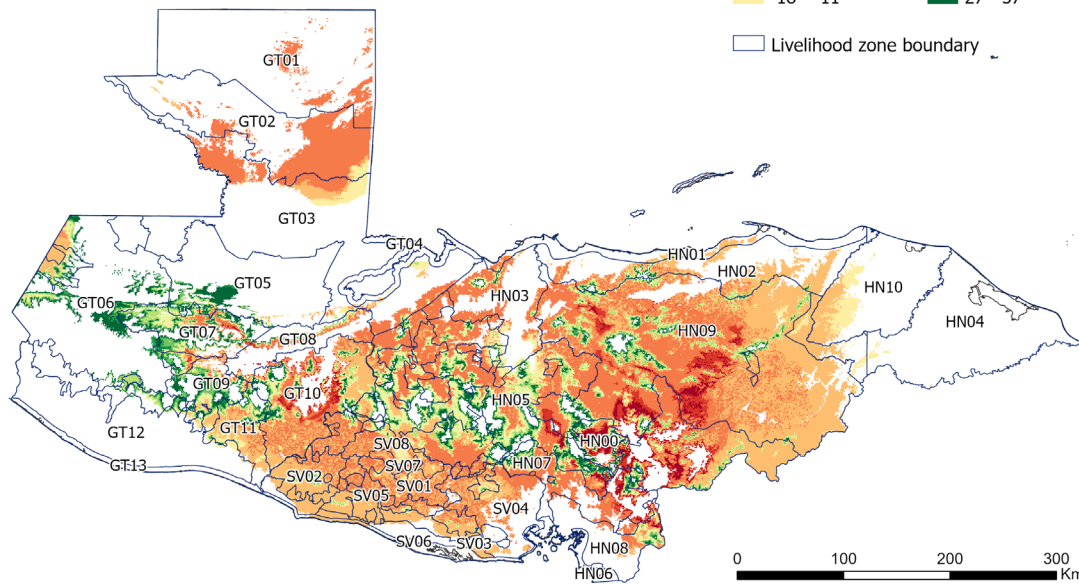 Livelihood zone boundary
GT01
GT02
GT03
GT04
HN01
HN02
GT05
HN10
HN03
GT06
HN04
HN09
GT07
GT08
GT09
GT10
HN05
GT11
GT12
HN00
SV08
GT13
SV07
HN07
SV02
SV01
SV05
SV04
SV06
SV03
HN08
HN06
0 100 200 300
Km